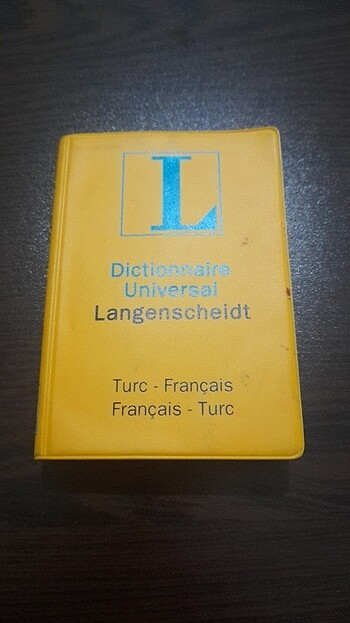 L
Dictionnaire
Universal
Langenscheidt
Turc - Français
Français - Turc